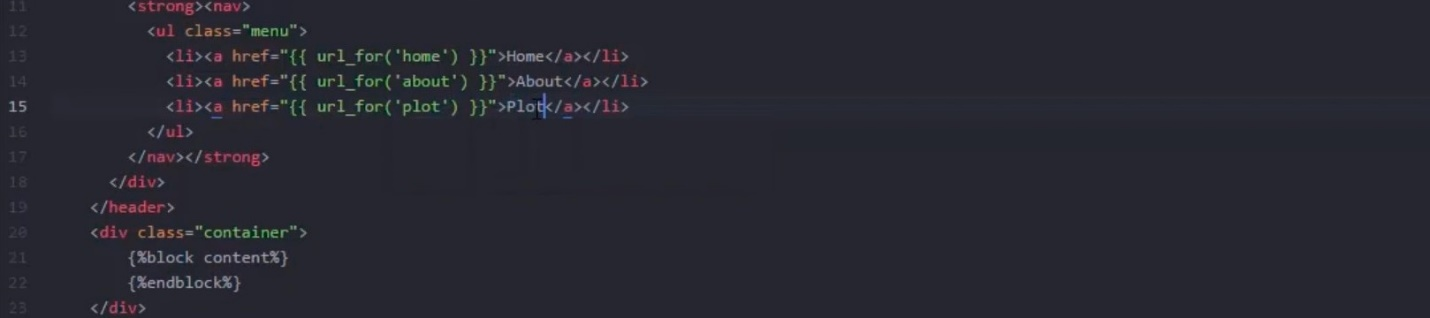 11 <strong><nav>
12 <ul class="menu">
13 <li><a href="{{ url_for('home') }}">Home</a></li>
14 <li><a href="{{ url_for('about') }}">About</a></li>
15 <li><a href="{{ url_for('plot') }}">Plot</a></li>
16 </ul>
17 </nav></strong>
18 </div>
19 </header>
20 <div class="container">
21 {%block content%}
22 {%endblock%}
23 </div>